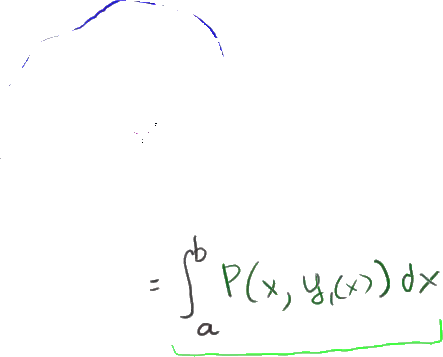 = ∫_a^b P(x, y₁(x)) dx